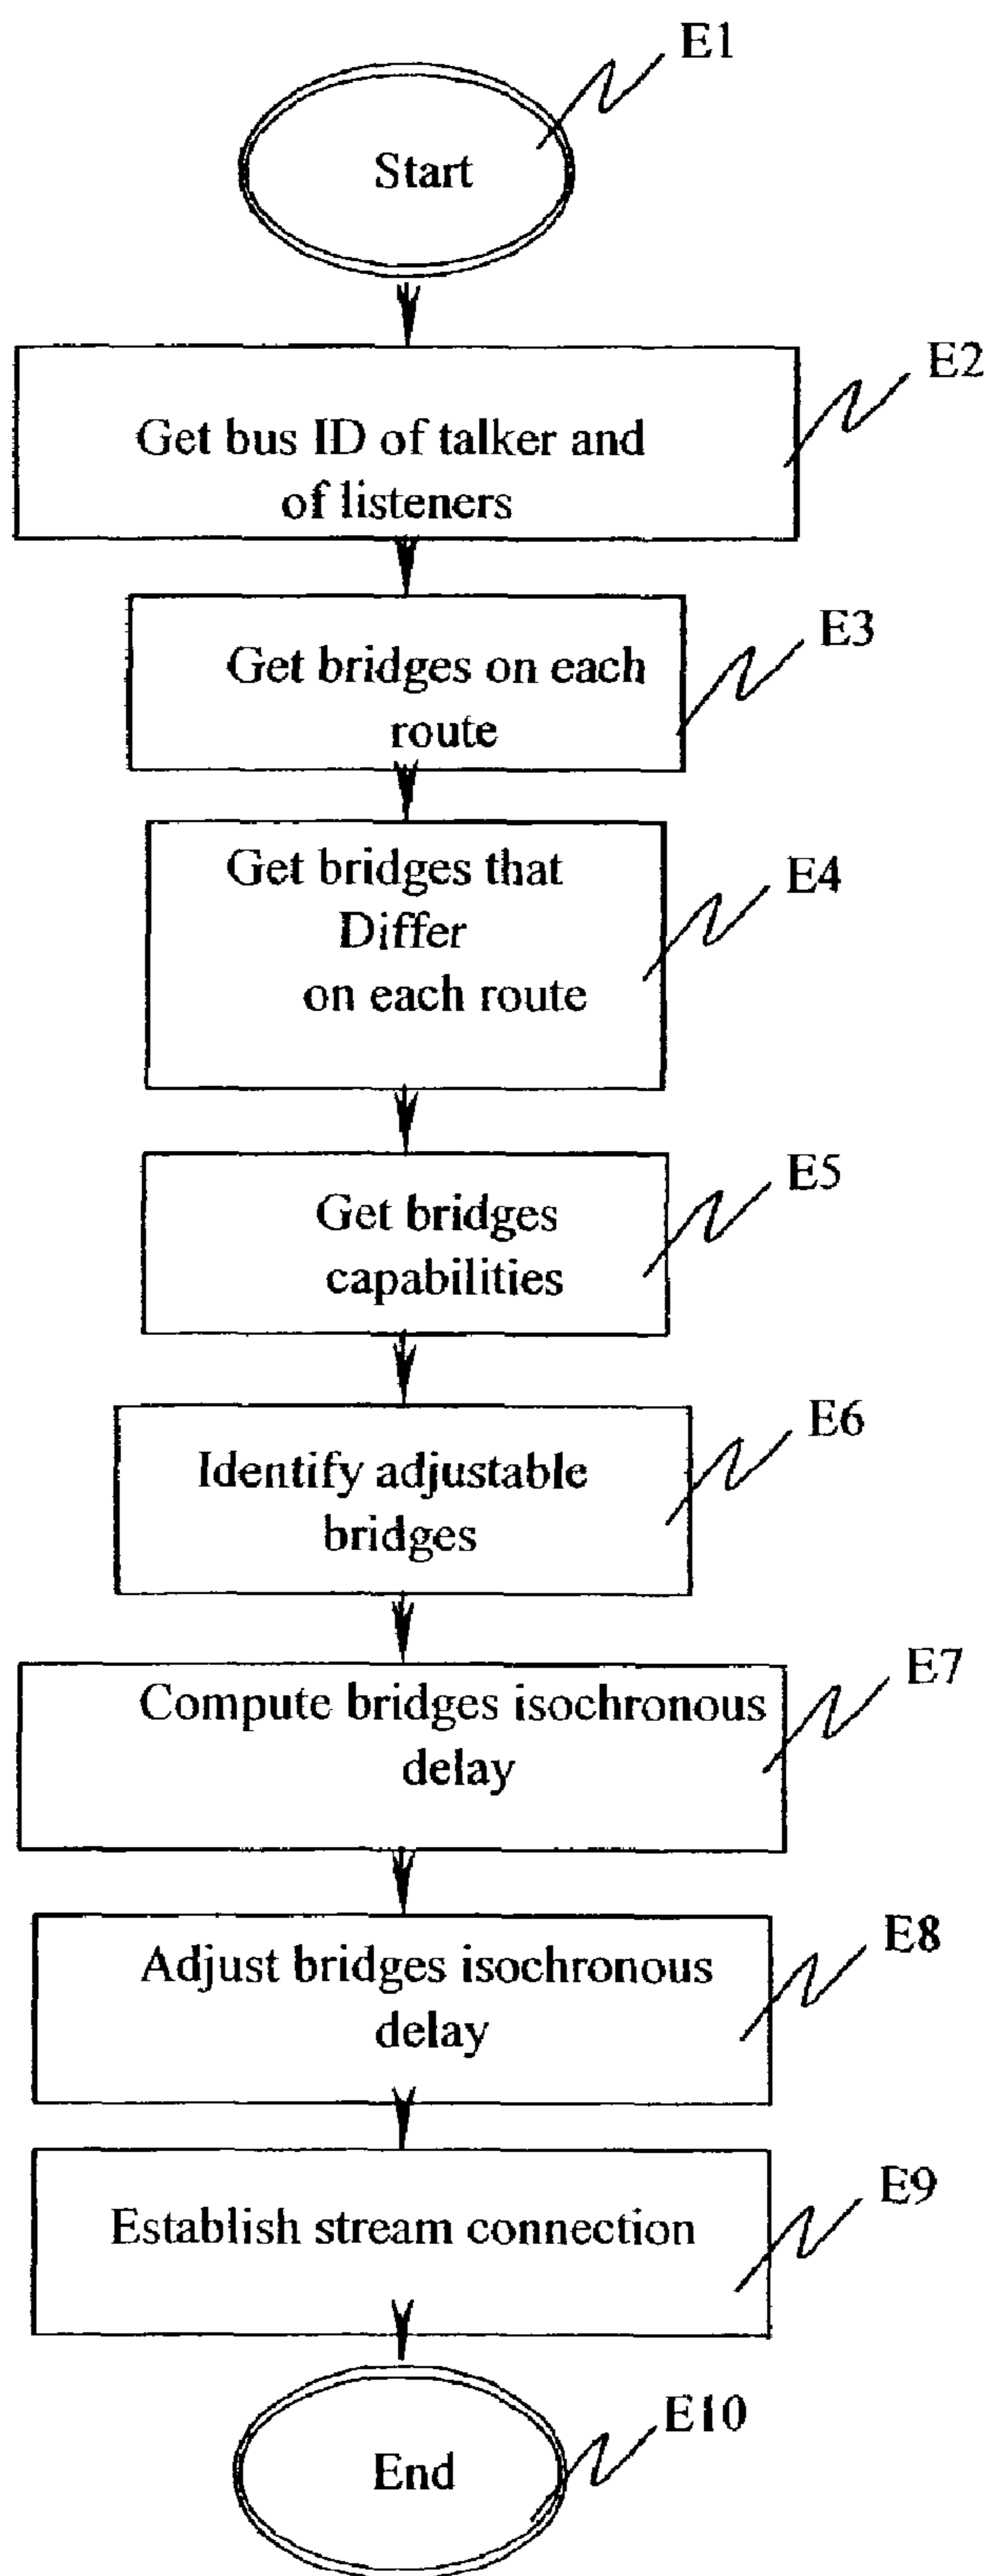 E1
Start
E2
Get bus ID of talker and
of listeners
E3
Get bridges on each
route
E4
Get bridges that
Differ
on each route
E5
Get bridges
capabilities
E6
Identify adjustable
bridges
E7
Compute bridges isochronous
delay
E8
Adjust bridges isochronous
delay
E9
Establish stream connection
E10
End